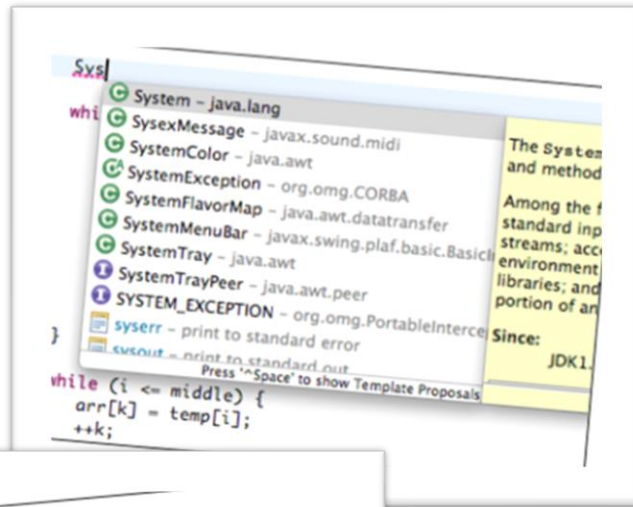 Sys
System – java.lang
whi
SysexMessage – javax.sound.midi
SystemColor – java.awt
SystemException – org.omg.CORBA
SystemFlavorMap – java.awt.datatransfer
SystemMenuBar – javax.swing.plaf.basic.BasicI
SystemTray – java.awt
SystemTrayPeer – java.awt.peer
SYSTEM_EXCEPTION – org.omg.PortableInterce
syserr – print to standard error
sysout – print to standard out
Press '^Space' to show Template Proposals
The System
and method
Among the f
standard inp
streams; acc
environment
libraries; and
portion of an
Since:
JDK1.
}
while (i <= middle) {
arr[k] = temp[i];
++k;